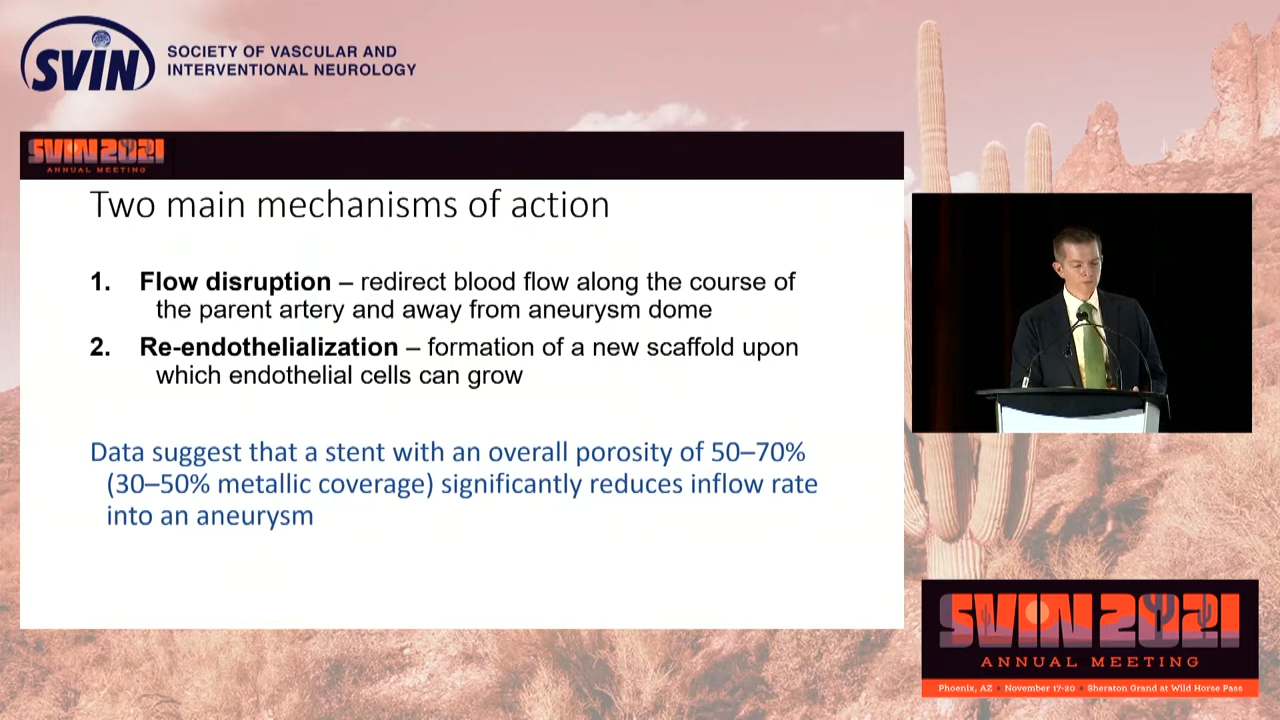 SVIN
SOCIETY OF VASCULAR AND
INTERVENTIONAL NEUROLOGY
SVIN 2021
ANNUAL MEETING
Two main mechanisms of action
1. Flow disruption – redirect blood flow along the course of
the parent artery and away from aneurysm dome
2. Re-endothelialization – formation of a new scaffold upon
which endothelial cells can grow
Data suggest that a stent with an overall porosity of 50–70%
(30–50% metallic coverage) significantly reduces inflow rate
into an aneurysm
SVIN 2021
ANNUAL MEETING
Phoenix, AZ • November 17-20 • Sheraton Grand at Wild Horse Pass